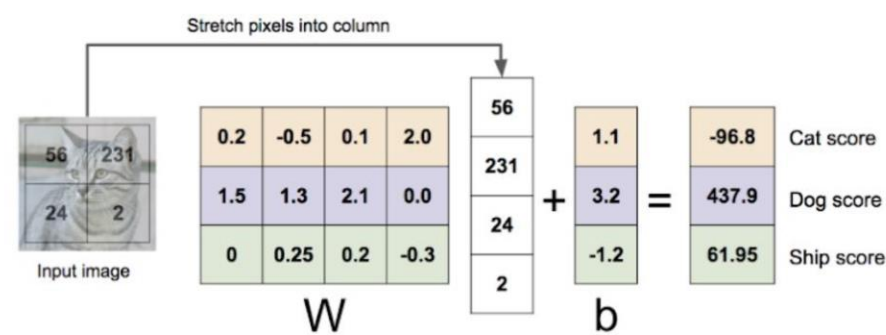 Stretch pixels into column
56 231
24 2
Input image
0.2 -0.5 0.1 2.0
1.5 1.3 2.1 0.0
0 0.25 0.2 -0.3
W
56
231
24
2
+
1.1
3.2
-1.2
b
=
-96.8 Cat score
437.9 Dog score
61.95 Ship score